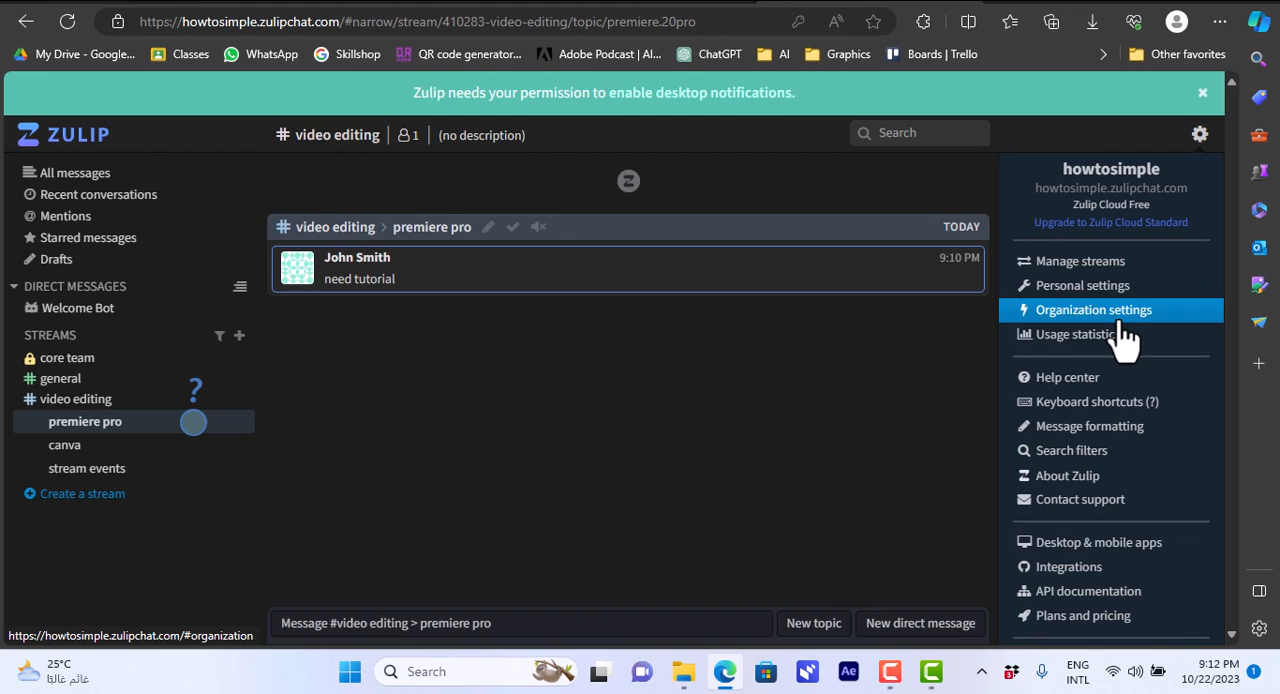 https://howtosimple.zulipchat.com/#narrow/stream/410283-video-editing/topic/premiere.20pro
My Drive - Google...
Classes
WhatsApp
Skillshop
QR code generator...
Adobe Podcast | AI...
ChatGPT
AI
Graphics
Boards | Trello
Other favorites
Zulip needs your permission to enable desktop notifications.
ZULIP
# video editing
1
(no description)
Search
All messages
Recent conversations
Mentions
Starred messages
Drafts
DIRECT MESSAGES
Welcome Bot
STREAMS
core team
# general
# video editing
?
premiere pro
canva
stream events
Create a stream
# video editing > premiere pro
TODAY
John Smith
9:10 PM
need tutorial
Message #video editing > premiere pro
New topic
New direct message
howtosimple
howtosimple.zulipchat.com
Zulip Cloud Free
Upgrade to Zulip Cloud Standard
Manage streams
Personal settings
Organization settings
Usage statistic
Help center
Keyboard shortcuts (?)
Message formatting
Search filters
About Zulip
Contact support
Desktop & mobile apps
Integrations
API documentation
Plans and pricing
https://howtosimple.zulipchat.com/#organization
25°C
غائم غالبًا
Search
Ae
ENG
INTL
9:12 PM
10/22/2023
1